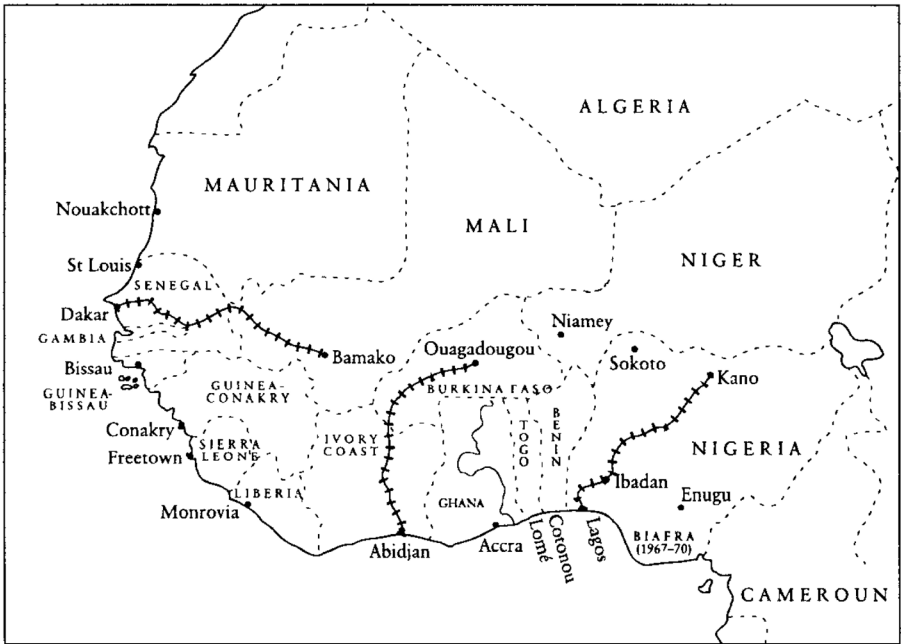 ALGERIA
MAURITANIA
Nouakchott
MALI
St Louis
NIGER
SENEGAL
Dakar
Niamey
GAMBIA
Bamako
Ouagadougou
Sokoto
Bissau
Kano
GUINEA-
BISSAU
GUINEA-
CONAKRY
BURKINA FASO
Conakry
SIERRA
LEONE
IVORY
COAST
TOGO
BENIN
NIGERIA
Freetown
Ibadan
LIBERIA
GHANA
Enugu
Monrovia
Abidjan
Accra
Lomé
Cotonou
Lagos
BIAFRA
(1967–70)
CAMEROUN